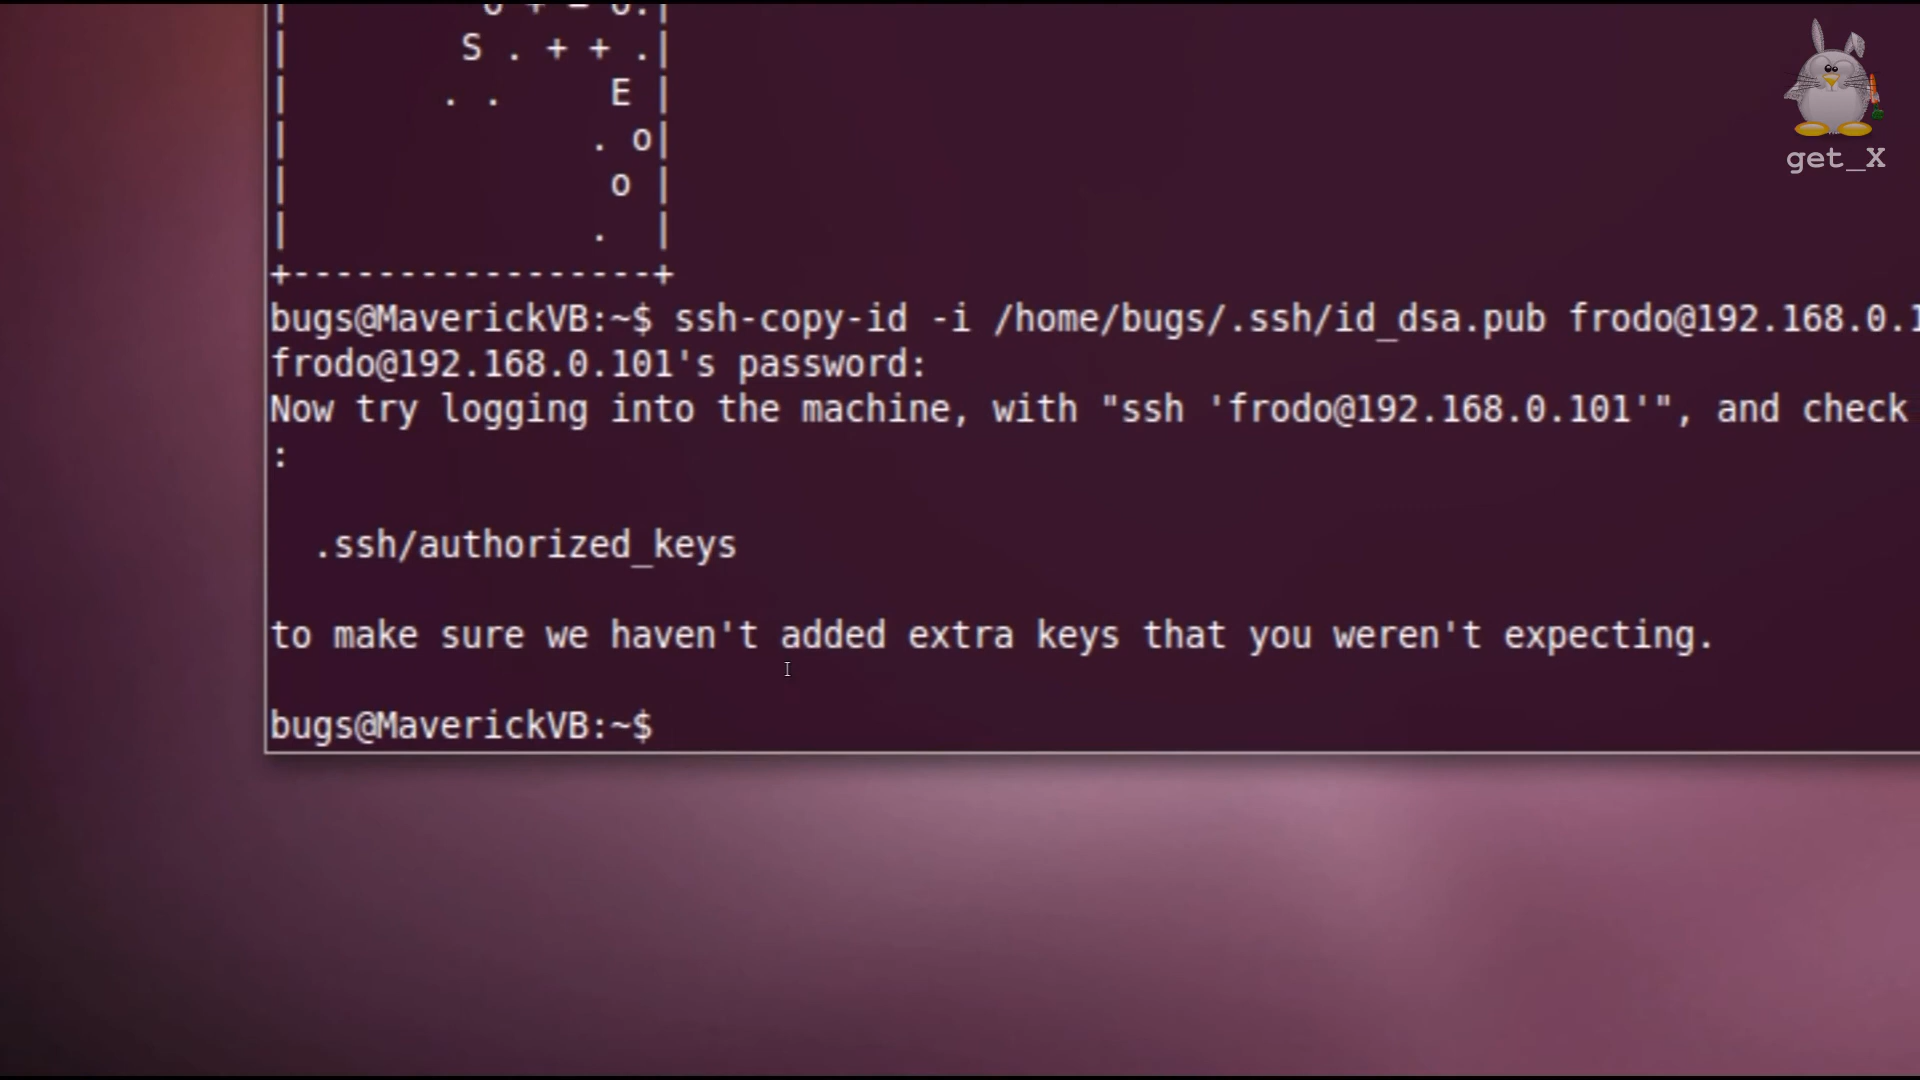 o + = o.|
| S . + + .|
| . . E |
| . o|
| o |
| . |
+-----------------+
bugs@MaverickVB:~$ ssh-copy-id -i /home/bugs/.ssh/id_dsa.pub frodo@192.168.0.1
frodo@192.168.0.101's password:
Now try logging into the machine, with "ssh 'frodo@192.168.0.101'", and check
:
.ssh/authorized_keys
to make sure we haven't added extra keys that you weren't expecting.
bugs@MaverickVB:~$
get_X